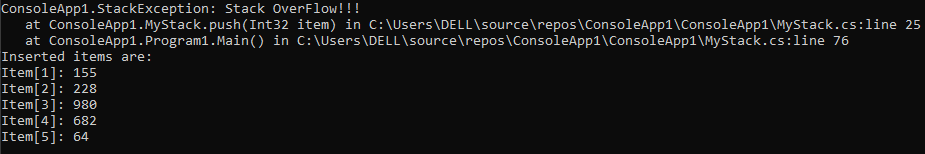 ConsoleApp1.StackException: Stack OverFlow!!!
   at ConsoleApp1.MyStack.push(Int32 item) in C:\Users\DELL\source\repos\ConsoleApp1\ConsoleApp1\MyStack.cs:line 25
   at ConsoleApp1.Program1.Main() in C:\Users\DELL\source\repos\ConsoleApp1\ConsoleApp1\MyStack.cs:line 76
Inserted items are:
Item[1]: 155
Item[2]: 228
Item[3]: 980
Item[4]: 682
Item[5]: 64